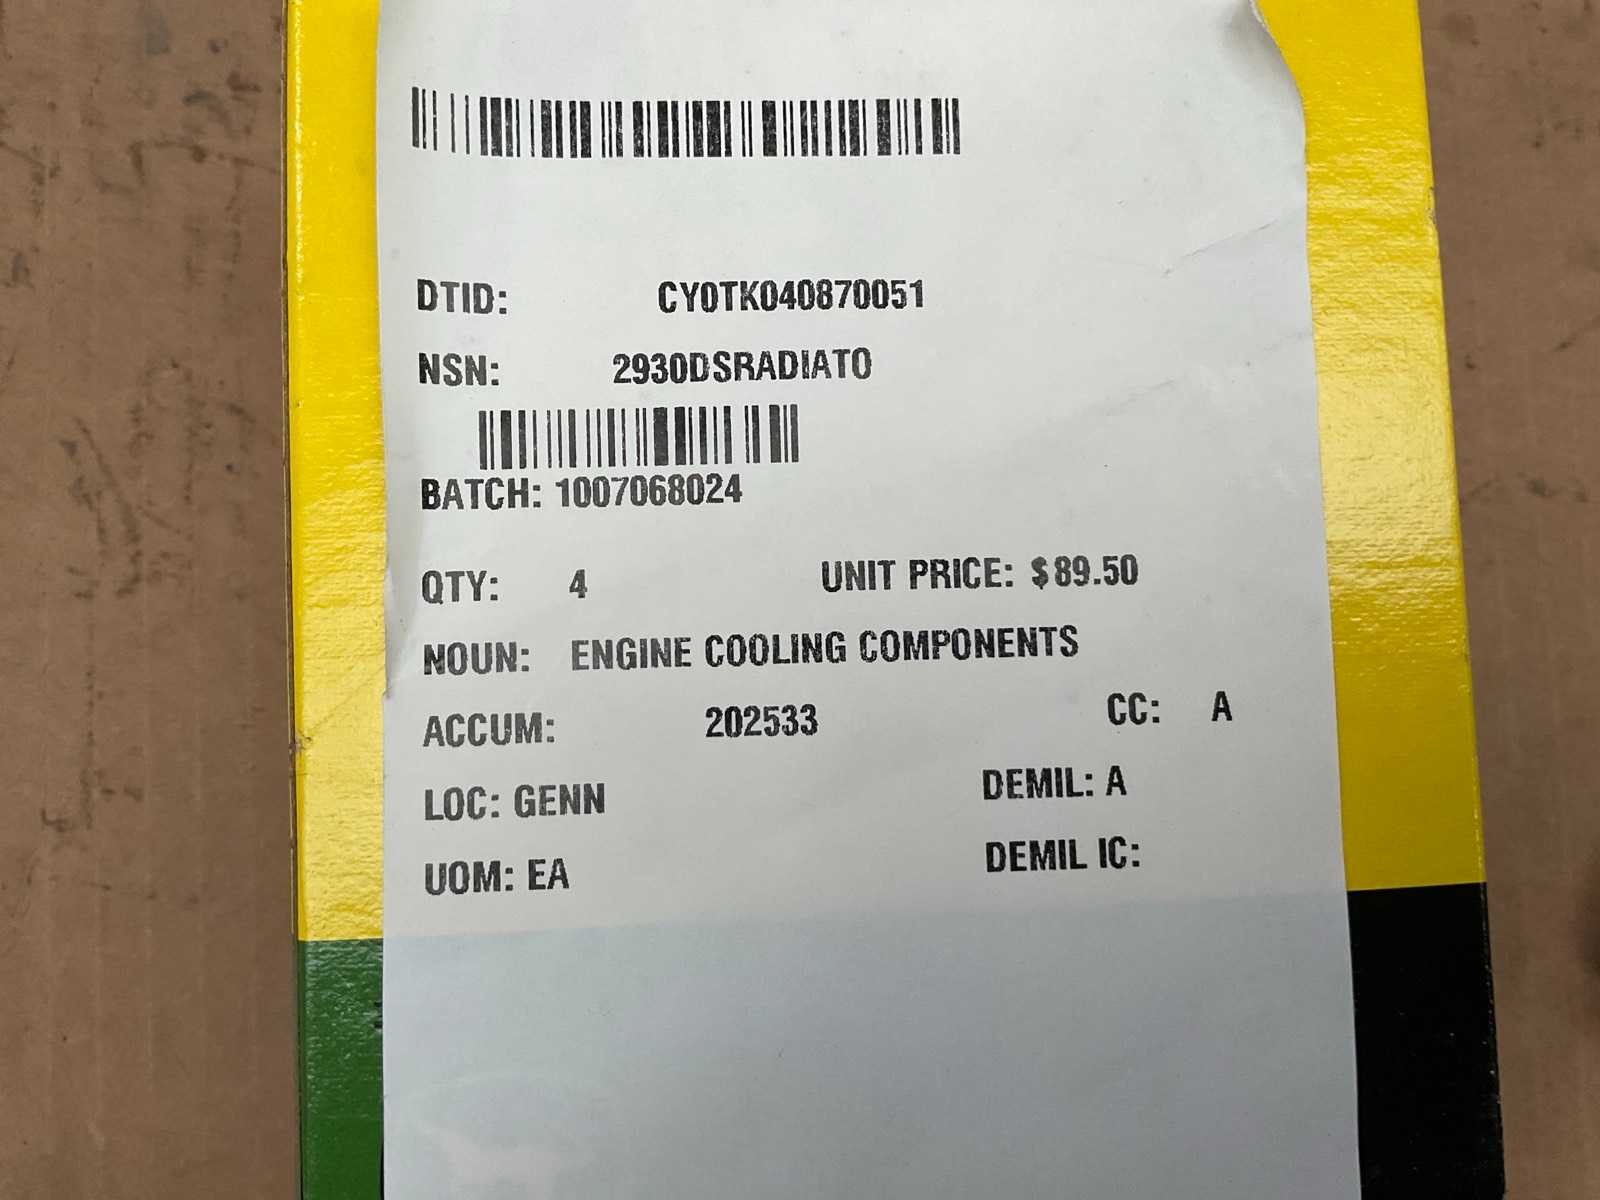 DTID: CY0TK040870051
NSN: 2930DSRADIATO
BATCH: 1007068024
QTY: 4 UNIT PRICE: $89.50
NOUN: ENGINE COOLING COMPONENTS
ACCUM: 202533 CC: A
LOC: GENN DEMIL: A
UOM: EA DEMIL IC: